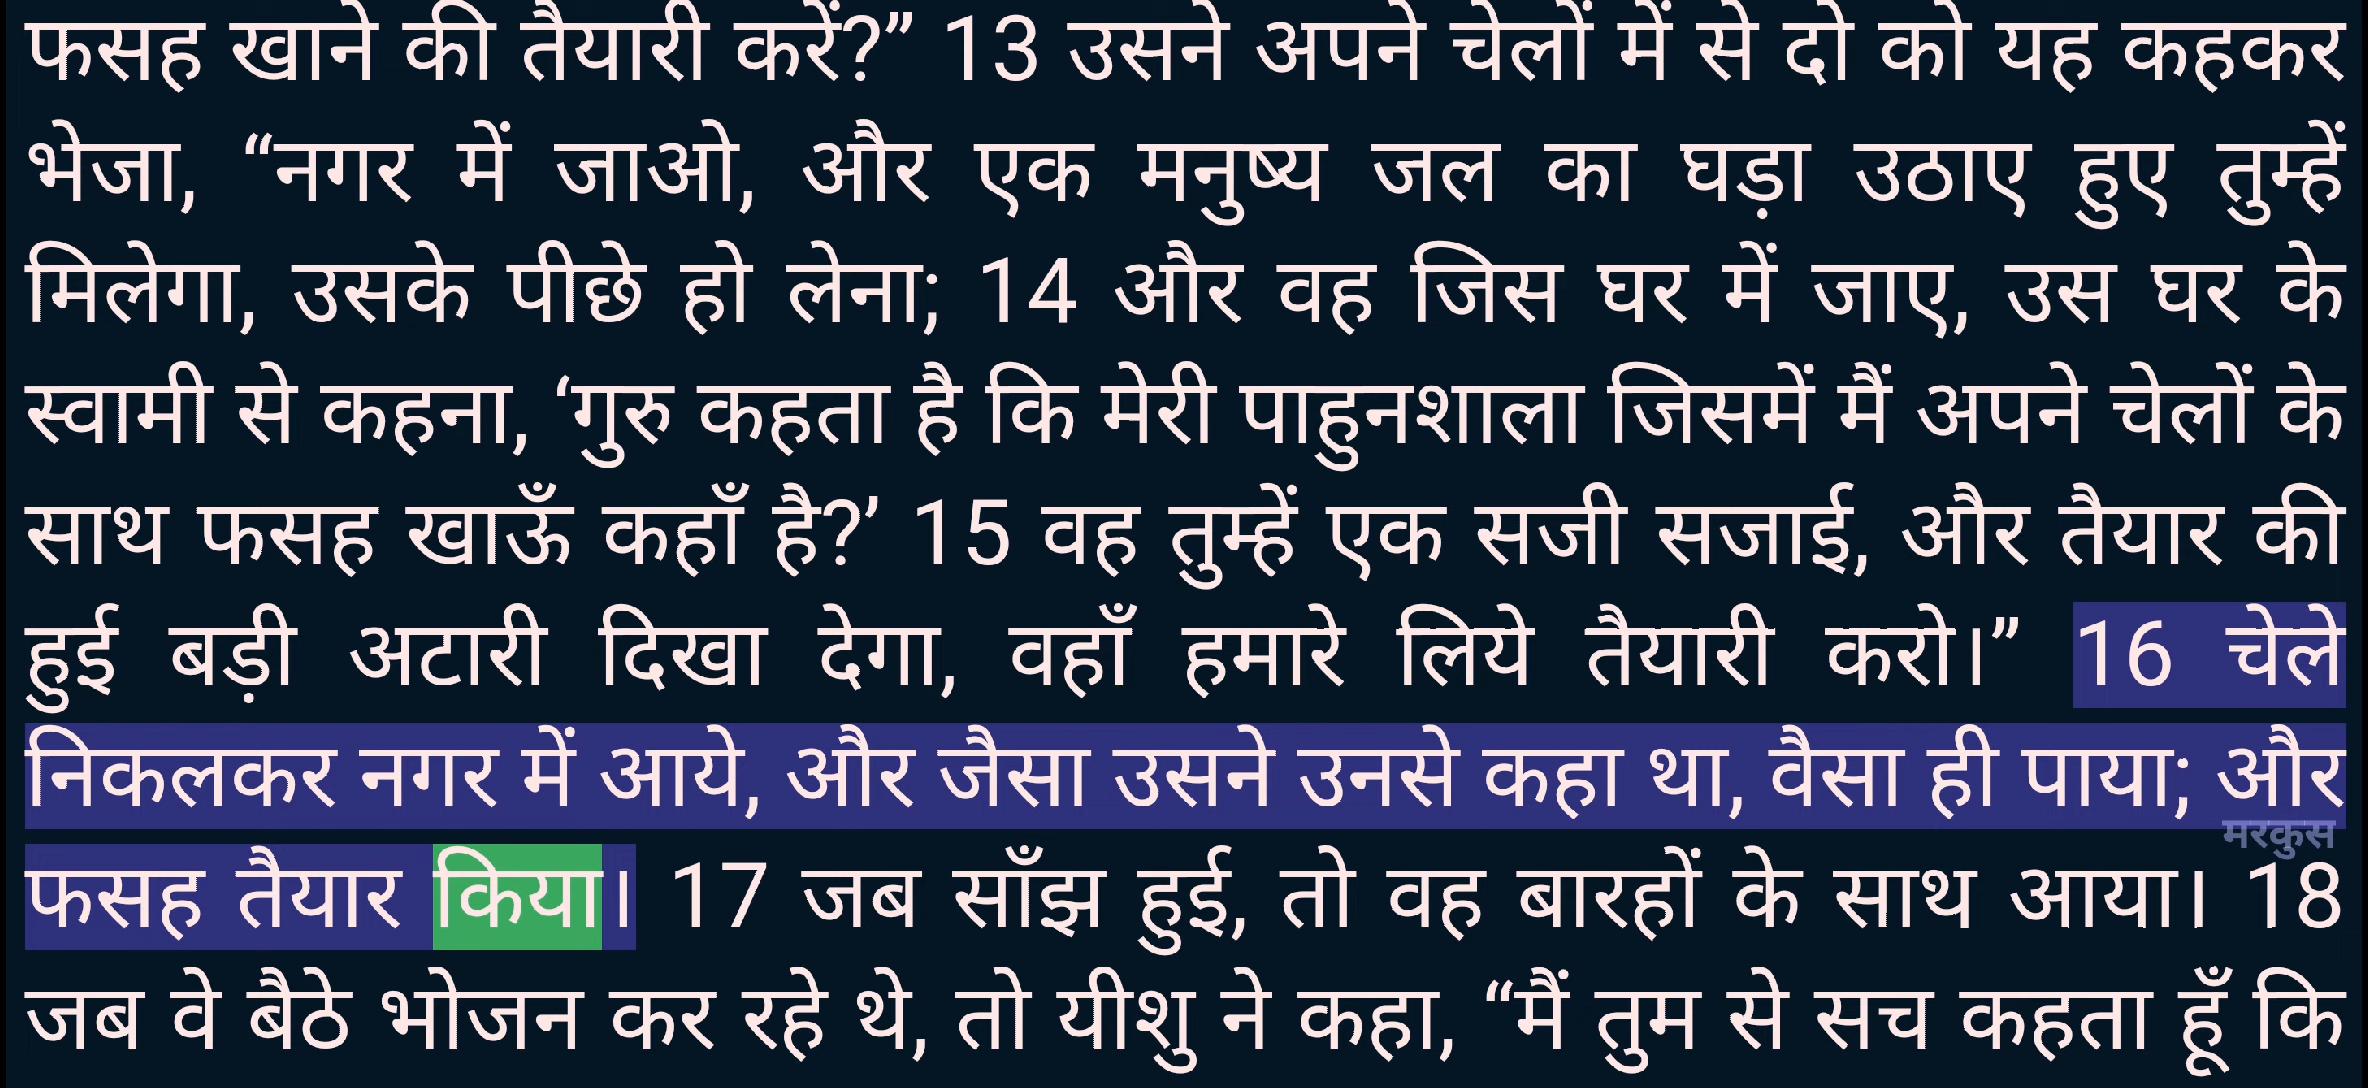 फसह खाने की तैयारी करें?” 13 उसने अपने चेलों में से दो को यह कहकर
भेजा, “नगर में जाओ, और एक मनुष्य जल का घड़ा उठाए हुए तुम्हें
मिलेगा, उसके पीछे हो लेना; 14 और वह जिस घर में जाए, उस घर के
स्वामी से कहना, ‘गुरु कहता है कि मेरी पाहुनशाला जिसमें मैं अपने चेलों के
साथ फसह खाऊँ कहाँ है?’ 15 वह तुम्हें एक सजी सजाई, और तैयार की
हुई बड़ी अटारी दिखा देगा, वहाँ हमारे लिये तैयारी करो।” 16 चेले
निकलकर नगर में आये, और जैसा उसने उनसे कहा था, वैसा ही पाया; और
मरकुस
फसह तैयार किया। 17 जब साँझ हुई, तो वह बारहों के साथ आया। 18
जब वे बैठे भोजन कर रहे थे, तो यीशु ने कहा, “मैं तुम से सच कहता हूँ कि